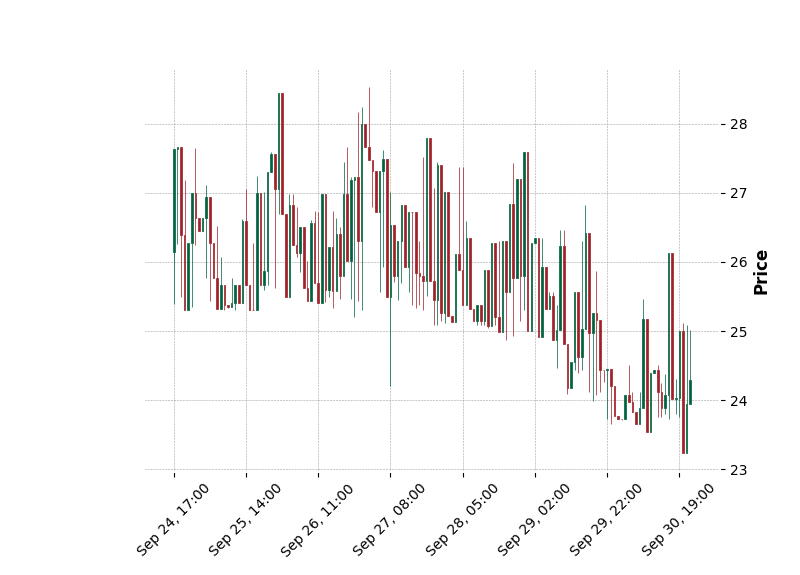 28
27
26
25
24
23
Price
Sep 24, 17:00
Sep 25, 14:00
Sep 26, 11:00
Sep 27, 08:00
Sep 28, 05:00
Sep 29, 02:00
Sep 29, 22:00
Sep 30, 19:00